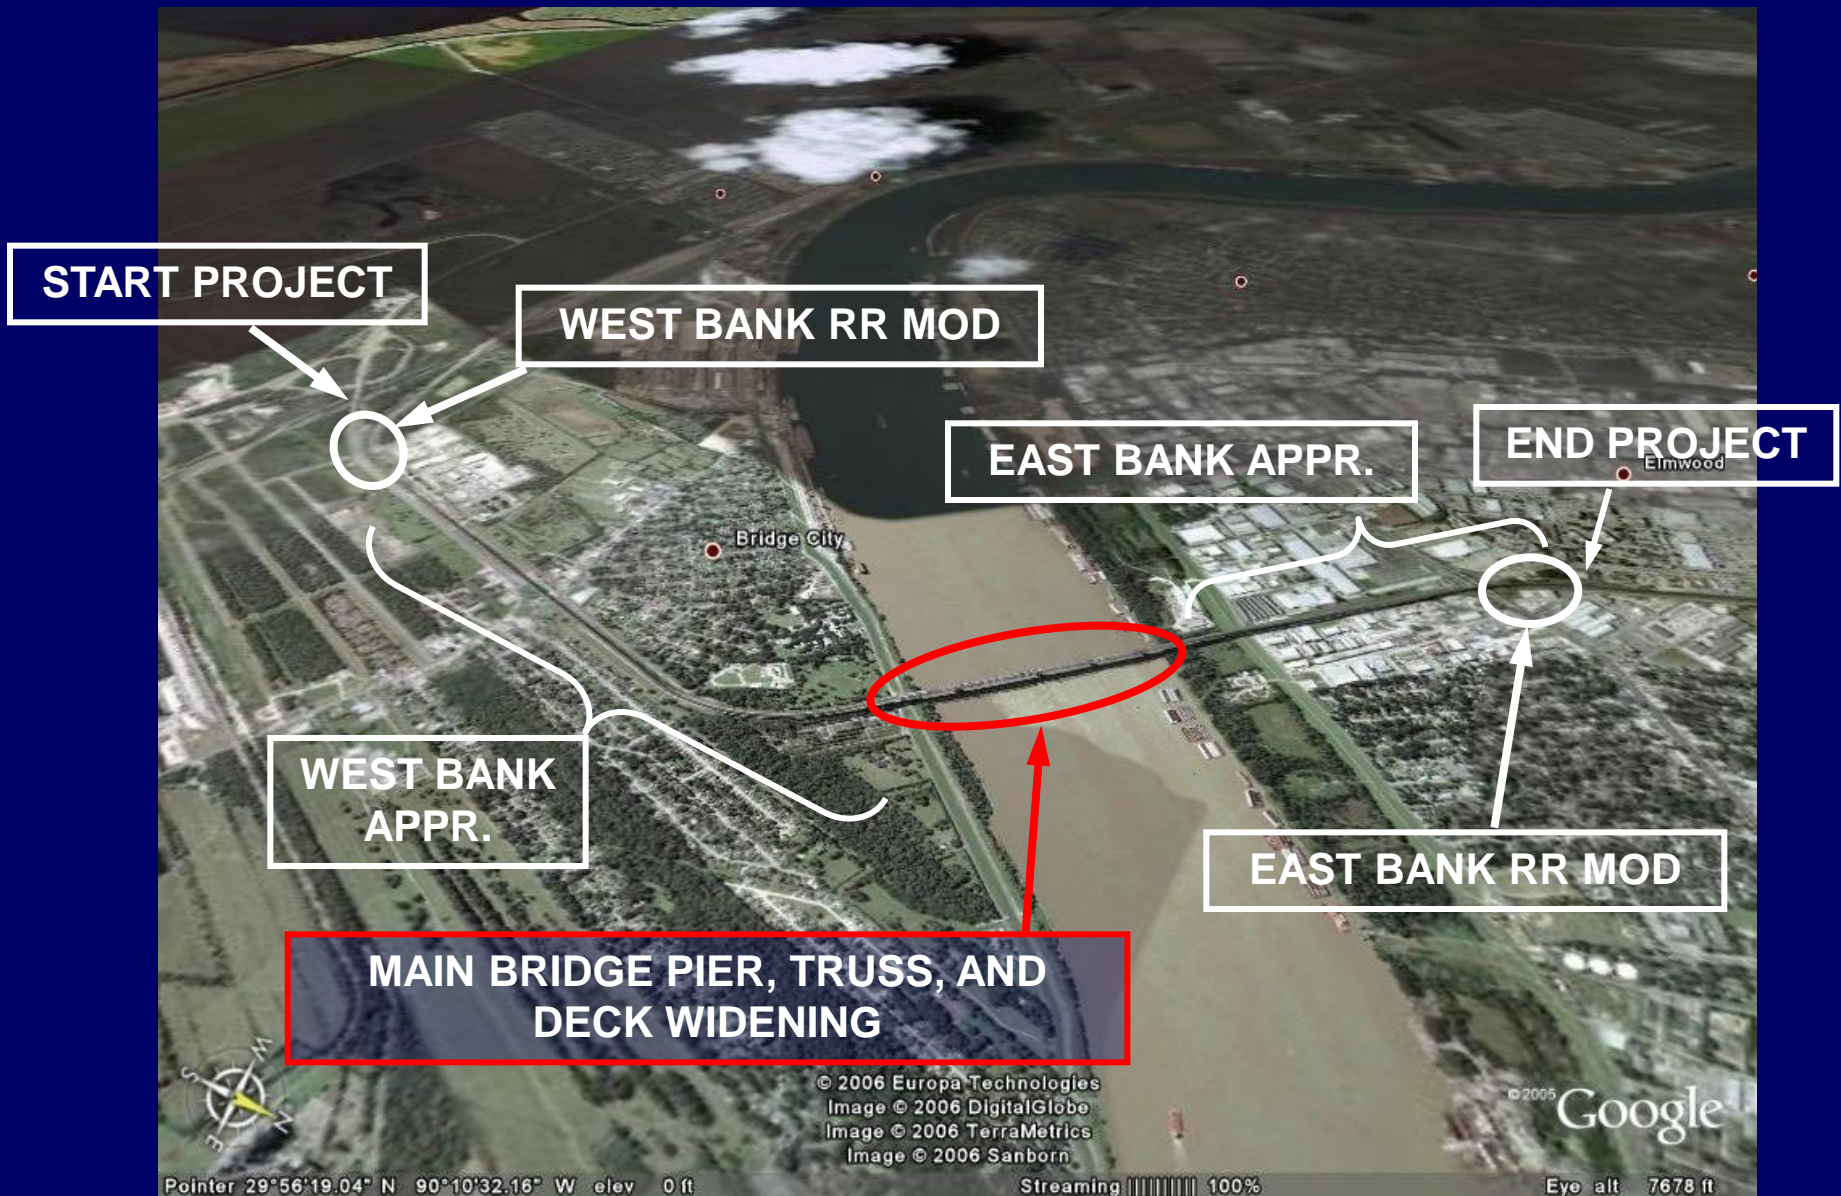 START PROJECT
WEST BANK RR MOD
EAST BANK APPR.
END PROJECT
Elmwood
Bridge City
WEST BANK
APPR.
EAST BANK RR MOD
MAIN BRIDGE PIER, TRUSS, AND
DECK WIDENING
W
S
N
E
© 2006 Europa Technologies
Image © 2006 DigitalGlobe
Image © 2006 TerraMetrics
Image © 2006 Sanborn
©2005 Google
Pointer 29°56'19.04" N 90°10'32.16" W elev 0 ft
Streaming |||||||||| 100%
Eye alt 7678 ft